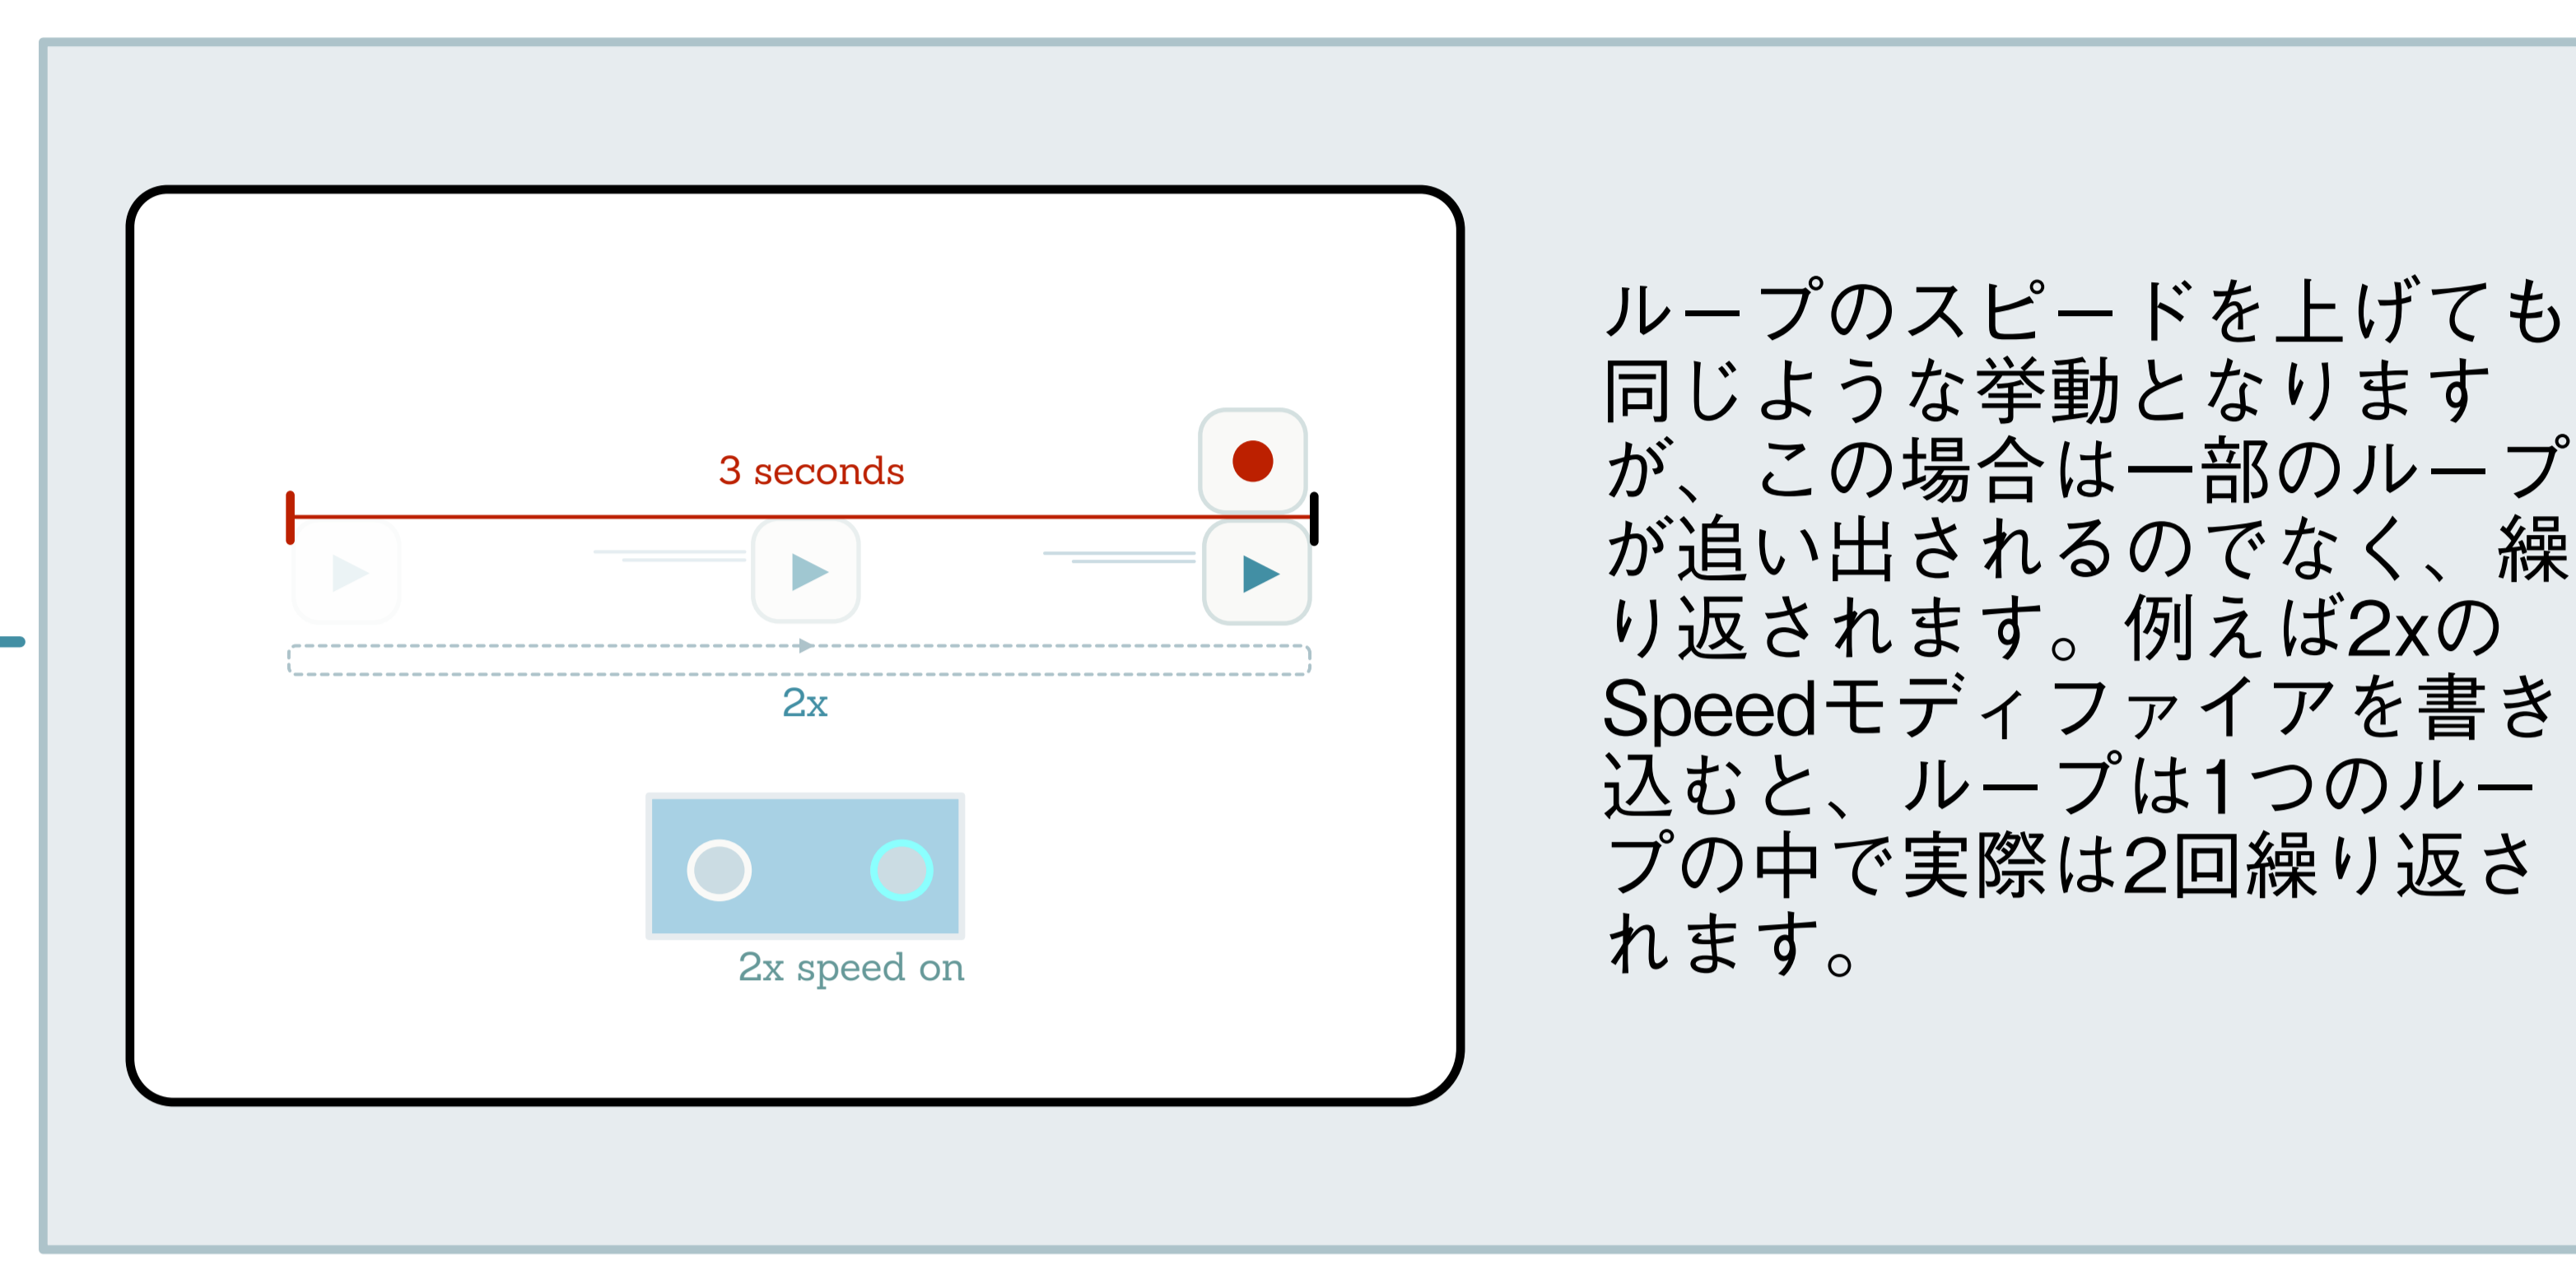 3 seconds
2x
2x speed on
ループのスピードを上げても
同じような挙動となります
が、この場合は一部のループ
が追い出されるのでなく、繰
り返されます。例えば2xの
Speedモディファイアを書き
込むと、ループは1つのルー
プの中で実際は2回繰り返さ
れます。